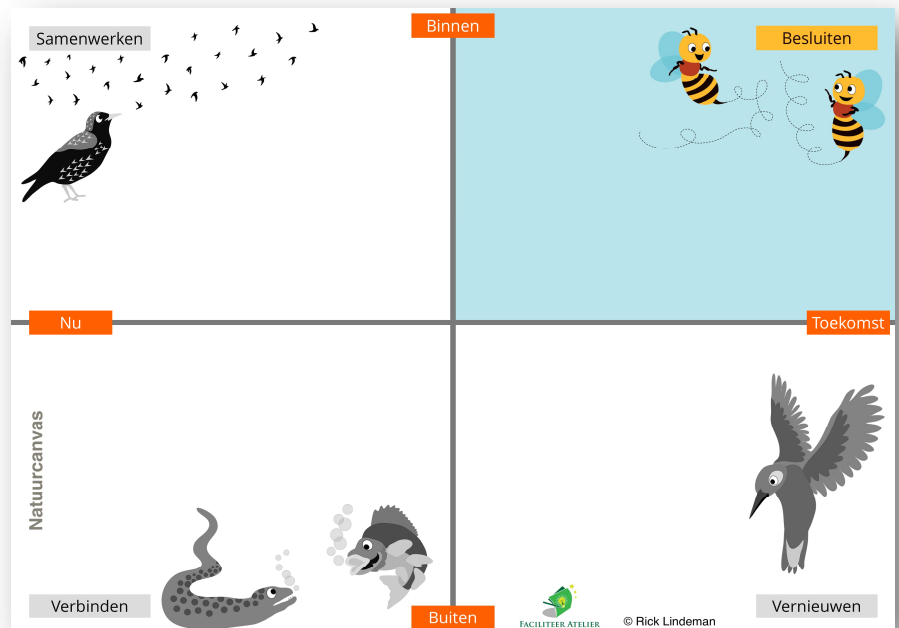 Binnen
Samenwerken
Besluiten
Nu
Toekomst
Natuurcanvas
Verbinden
Vernieuwen
Buiten
FACILITEER ATELIER
© Rick Lindeman